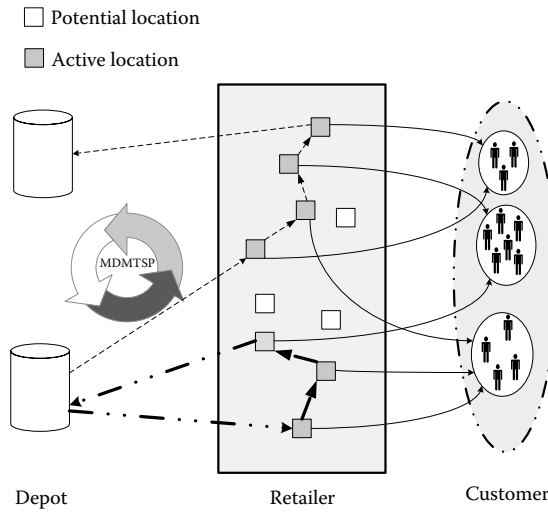 Potential location
Active location
MDMTSP
Depot
Retailer
Customer